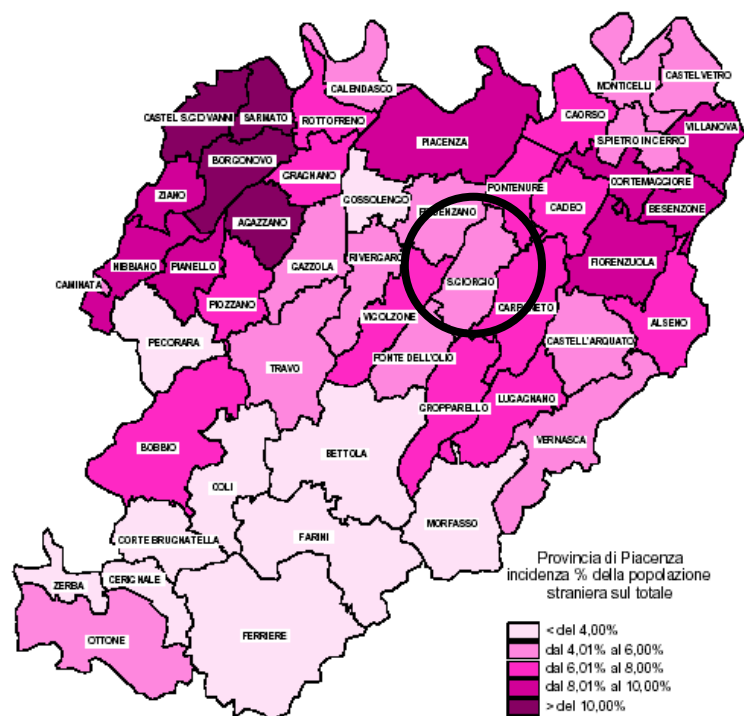 CALENDASCO
MONTICELLI
CASTELVETRO
CASTEL S.GIOVANNI
SARMATO
ROTTOFRENO
CAORSO
VILLANOVA
S.PIETRO IN CERRO
PIACENZA
BORGONOVO
GRAGNANO
PONTENURE
CORTEMAGGIORE
ZIANO
GOSSOLENGO
CADEO
BESENZONE
AGAZZANO
RIVERGARO
FIORENZUOLA
NIBBIANO
PIANELLO
GAZZOLA
S.GIORGIO
CAMINATA
PIOZZANO
VIGOLZONE
CARPANETO
ALSENO
PECORARA
CASTELL'ARQUATO
TRAVO
FONTE DELL'OLIO
GROPPARELLO
LUGAGNANO
VERNASCA
BOBBIO
BETTOLA
COLI
MORFASSO
CORTE BRUGNATELLA
FARINI
ZERBA
CERIGNALE
OTTONE
FERRIERE
Provincia di Piacenza
incidenza % della popolazione
straniera sul totale
< del 4,00%
dal 4,01% al 6,00%
dal 6,01% al 8,00%
dal 8,01% al 10,00%
> del 10,00%